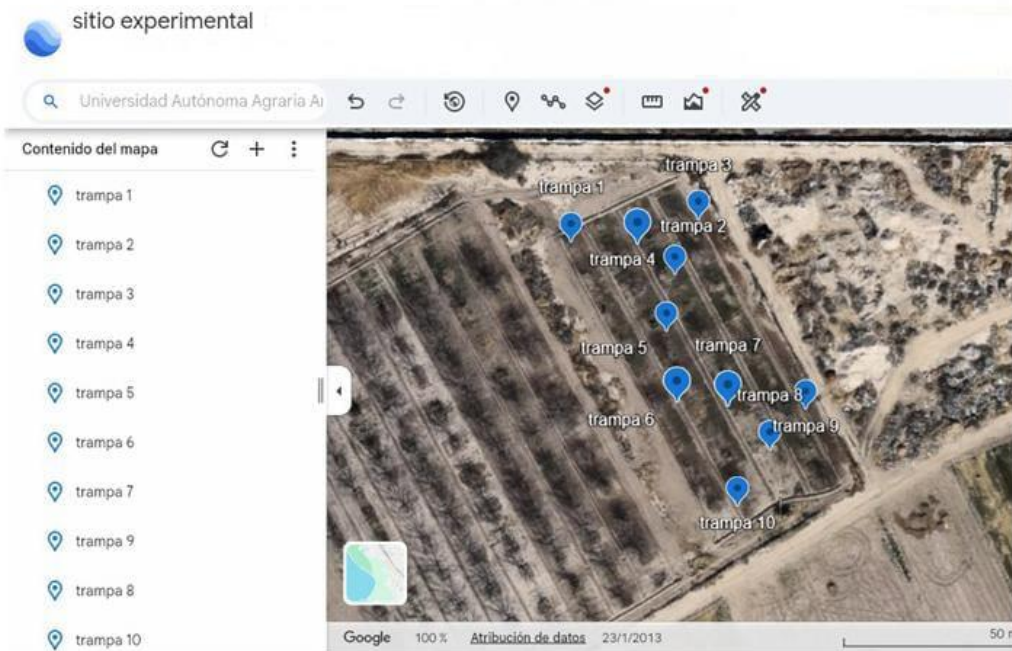 sitio experimental
Universidad Autónoma Agraria
Contenido del mapa
trampa 1
trampa 2
trampa 3
trampa 4
trampa 5
trampa 6
trampa 7
trampa 9
trampa 8
trampa 10
trampa 3
trampa 1
trampa 2
trampa 4
trampa 5
trampa 7
trampa 8
trampa 6
trampa 9
trampa 10
Google 100 % Atribución de datos 23/1/2013 50